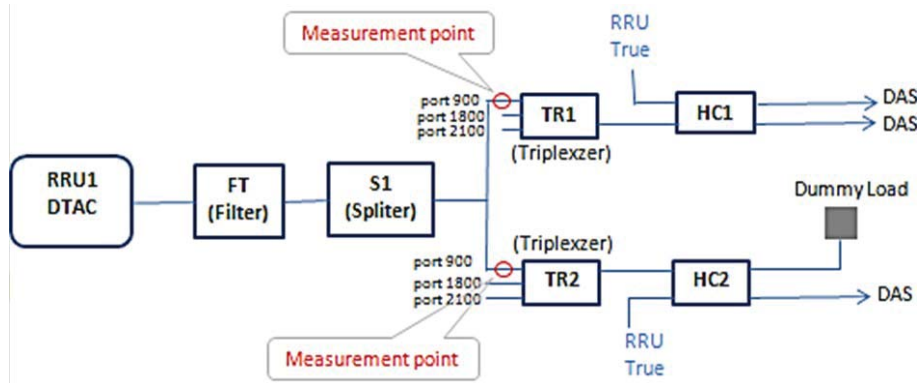 Measurement point
RRU
True
port 900
port 1800
port 2100
TR1
(Triplexzer)
HC1
DAS
DAS
RRU1
DTAC
FT
(Filter)
S1
(Spliter)
Dummy Load
(Triplexzer)
port 900
port 1800
port 2100
TR2
HC2
DAS
RRU
True
Measurement point